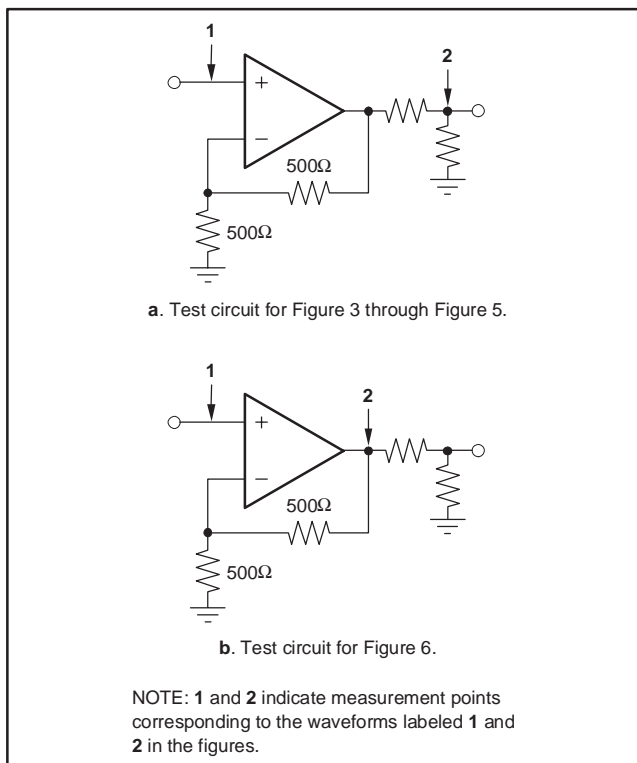 1
2
+
−
500Ω
500Ω
a. Test circuit for Figure 3 through Figure 5.
1
2
+
−
500Ω
500Ω
b. Test circuit for Figure 6.
NOTE: 1 and 2 indicate measurement points
corresponding to the waveforms labeled 1 and
2 in the figures.